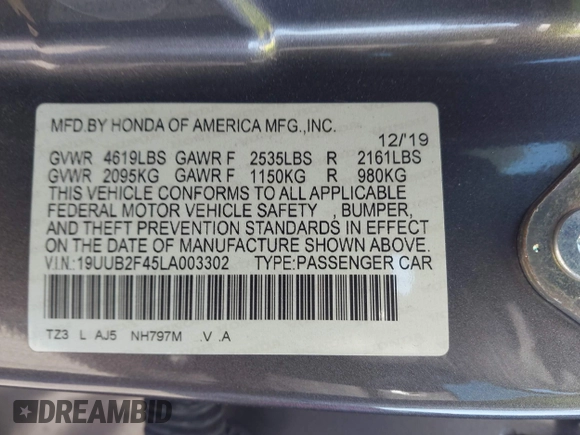 MFD.BY HONDA OF AMERICA MFG.,INC.
12/'19
GVWR 4619LBS GAWR F 2535LBS R 2161LBS
GVWR 2095KG GAWR F 1150KG R 980KG
THIS VEHICLE CONFORMS TO ALL APPLICABLE
FEDERAL MOTOR VEHICLE SAFETY , BUMPER,
AND THEFT PREVENTION STANDARDS IN EFFECT
ON THE DATE OF MANUFACTURE SHOWN ABOVE.
V.I.N.:19UUB2F45LA003302 TYPE:PASSENGER CAR
TZ3 L AJ5 NH797M .V .A
DREAMBID